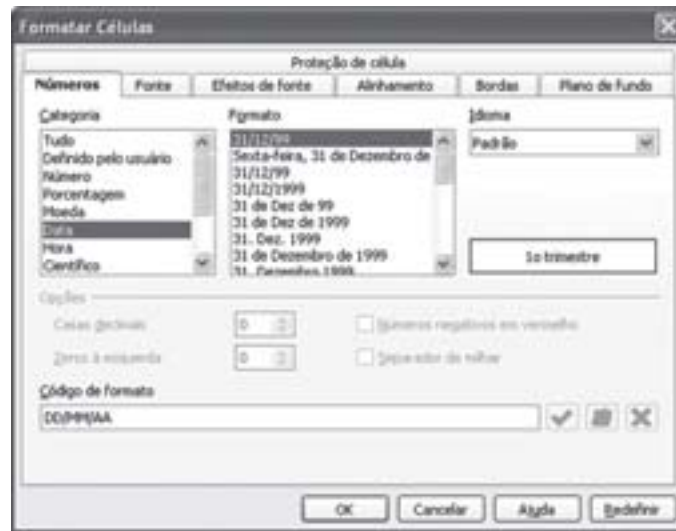 Formatar Células
Proteção de célula
Números Fonte Efeitos de fonte Alinhamento Bordas Plano de fundo
Categoria
Tudo
Definido pelo usuário
Número
Porcentagem
Moeda
Data
Hora
Científico
Formato
31/12/99
Sexta-feira, 31 de Dezembro de
31/12/99
31/12/1999
31 de Dez de 99
31 de Dez de 1999
31. Dez. 1999
31 de Dezembro de 1999
31. Dezembro 1999
Idioma
Padrão
1o trimestre
Opções
Casas decimais 0 Números negativos em vermelho
Zeros à esquerda 0 Separador de milhar
Código de formato
DD/MM/AA
OK Cancelar Ajuda Redefinir